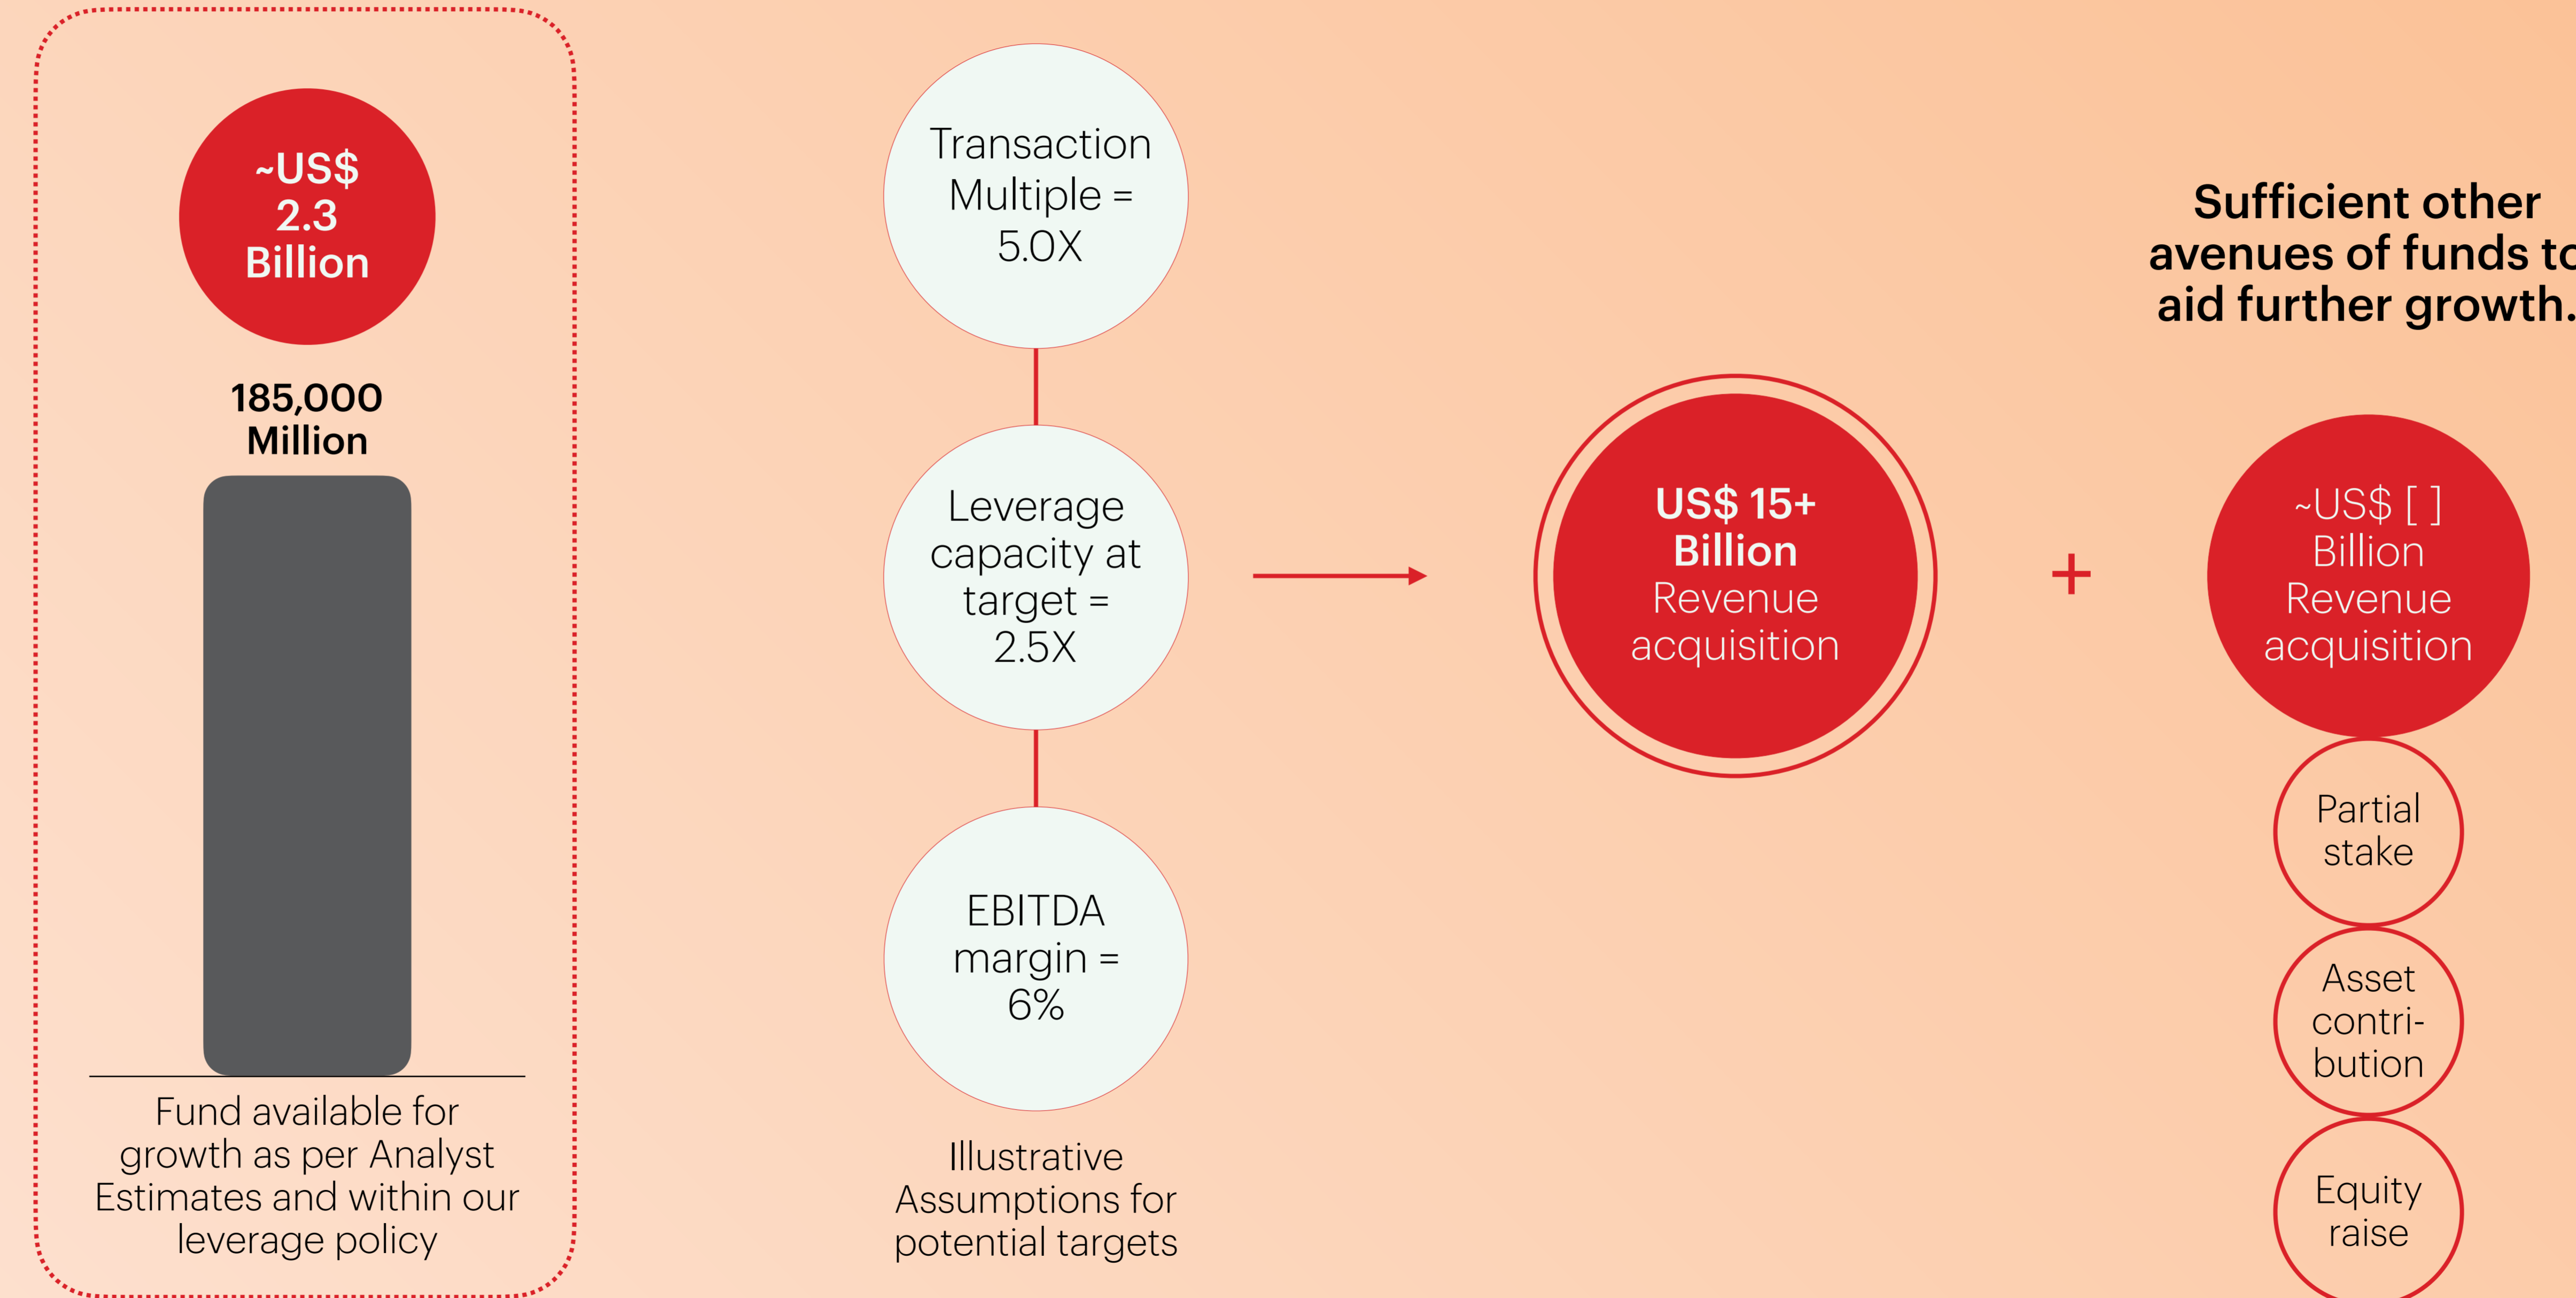 ~US$
2.3
Billion
185,000
Million
Fund available for
growth as per Analyst
Estimates and within our
leverage policy
Transaction
Multiple =
5.0X
Leverage
capacity at
target =
2.5X
EBITDA
margin =
6%
Illustrative
Assumptions for
potential targets
US$ 15+
Billion
Revenue
acquisition
+
Sufficient other
avenues of funds to
aid further growth.
~US$ [ ]
Billion
Revenue
acquisition
Partial
stake
Asset
contri-
bution
Equity
raise